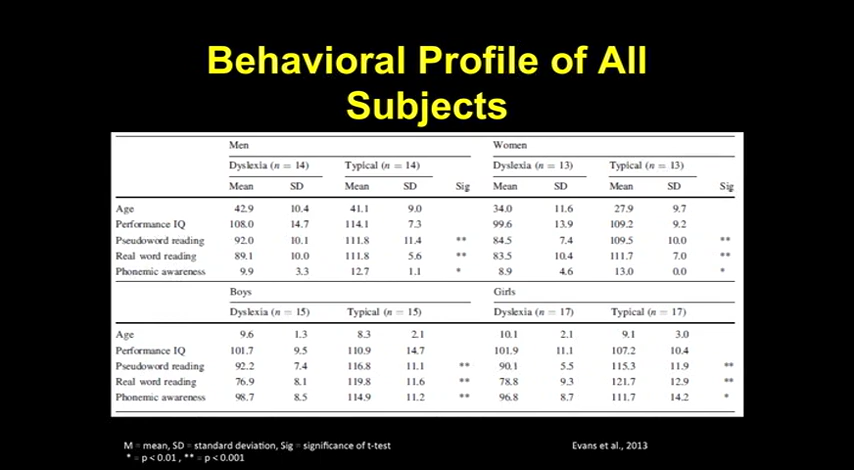 Behavioral Profile of All
Subjects
Men Women
Dyslexia (n = 14) Typical (n = 14) Dyslexia (n = 13) Typical (n = 13)
Mean SD Mean SD Sig Mean SD Mean SD Sig
Age 42.9 10.4 41.1 9.0 34.0 11.6 27.9 9.7
Performance IQ 108.0 14.7 114.1 7.3 99.6 13.9 109.2 9.2
Pseudoword reading 92.0 10.1 111.8 11.4 ** 84.5 7.4 109.5 10.0 **
Real word reading 89.1 10.0 111.8 5.6 ** 83.5 10.4 111.7 7.0 **
Phonemic awareness 9.9 3.3 12.7 1.1 * 8.9 4.6 13.0 0.0 *
Boys Girls
Dyslexia (n = 15) Typical (n = 15) Dyslexia (n = 17) Typical (n = 17)
Age 9.6 1.3 8.3 2.1 10.1 2.1 9.1 3.0
Performance IQ 101.7 9.5 110.9 14.7 101.9 11.1 107.2 10.4
Pseudoword reading 92.2 7.4 116.8 11.1 ** 90.1 5.5 115.3 11.9 **
Real word reading 76.9 8.1 119.8 11.6 ** 78.8 9.3 121.7 12.9 **
Phonemic awareness 98.7 8.5 114.9 11.2 ** 96.8 8.7 111.7 14.2 *
M = mean, SD = standard deviation, Sig = significance of t-test Evans et al., 2013
* = p < 0.01 , ** = p < 0.001